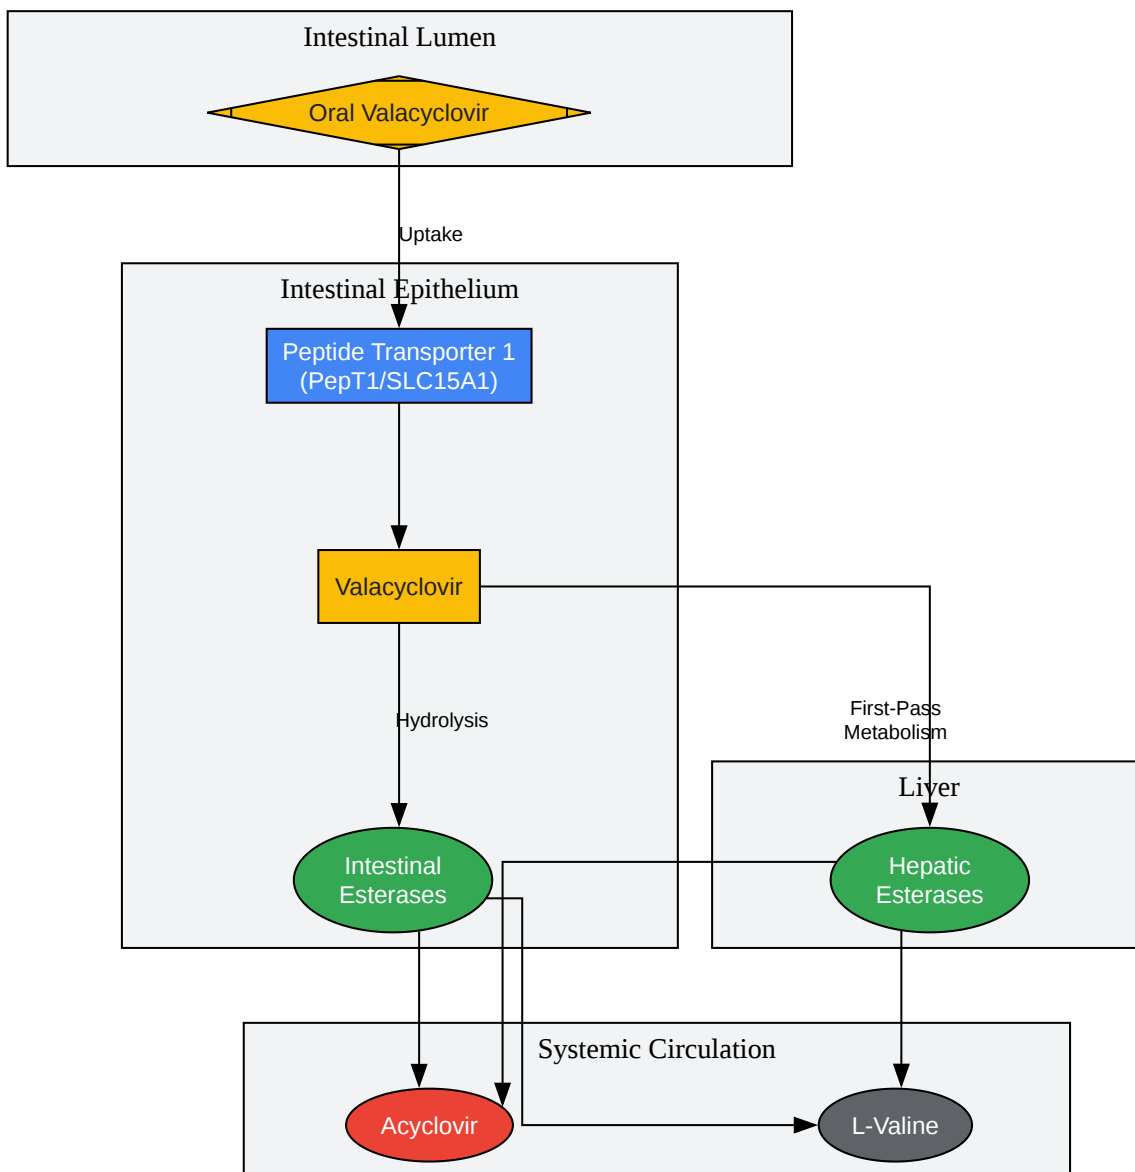 Intestinal Lumen
Oral Valacyclovir
Uptake
Intestinal Epithelium
Peptide Transporter 1
(PepT1/SLC15A1)
Valacyclovir
Hydrolysis
First-Pass
Metabolism
Liver
Intestinal
Esterases
Hepatic
Esterases
Systemic Circulation
Acyclovir
L-Valine